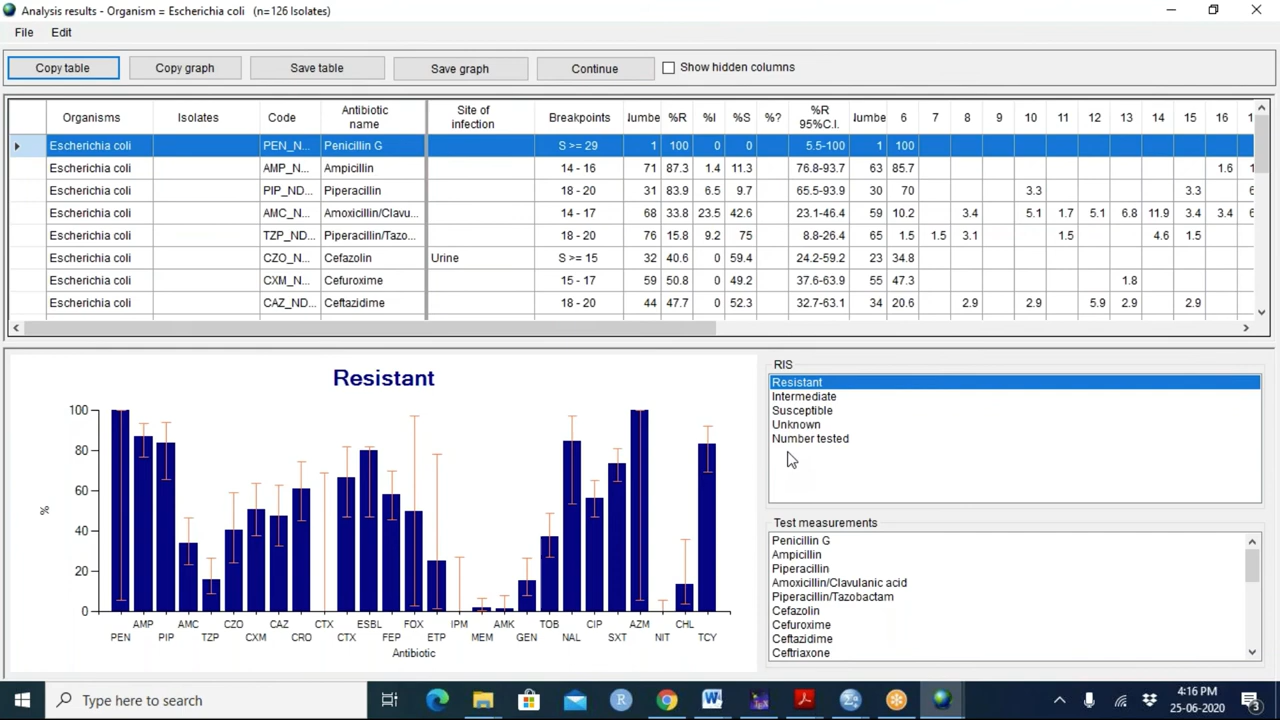 Analysis results - Organism = Escherichia coli (n=126 Isolates)
File Edit
Copy table Copy graph Save table Save graph Continue Show hidden columns
Organisms Isolates Code Antibiotic name Site of infection Breakpoints Numbe %R %I %S %? %R 95%C.I. Numbe 6 7 8 9 10 11 12 13 14 15 16 1
Escherichia coli PEN_N... Penicillin G S >= 29 1 100 0 0 5.5-100 1 100
Escherichia coli AMP_N... Ampicillin 14 - 16 71 87.3 1.4 11.3 76.8-93.7 63 85.7 1.6 1
Escherichia coli PIP_ND... Piperacillin 18 - 20 31 83.9 6.5 9.7 65.5-93.9 30 70 3.3 3.3 6
Escherichia coli AMC_N... Amoxicillin/Clavu... 14 - 17 68 33.8 23.5 42.6 23.1-46.4 59 10.2 3.4 5.1 1.7 5.1 6.8 11.9 3.4 3.4 6
Escherichia coli TZP_ND... Piperacillin/Tazo... 18 - 20 76 15.8 9.2 75 8.8-26.4 65 1.5 1.5 3.1 1.5 4.6 1.5
Escherichia coli CZO_N... Cefazolin Urine S >= 15 32 40.6 0 59.4 24.2-59.2 23 34.8
Escherichia coli CXM_N... Cefuroxime 15 - 17 59 50.8 0 49.2 37.6-63.9 55 47.3 1.8
Escherichia coli CAZ_ND... Ceftazidime 18 - 20 44 47.7 0 52.3 32.7-63.1 34 20.6 2.9 2.9 5.9 2.9 2.9
Resistant
100
80
60
%
40
20
0
AMP AMC CZO CAZ CTX ESBL FOX IPM AMK TOB CIP AZM CHL
PEN PIP TZP CXM CRO CTX FEP ETP MEM GEN NAL SXT NIT TCY
Antibiotic
RIS
Resistant
Intermediate
Susceptible
Unknown
Number tested
Test measurements
Penicillin G
Ampicillin
Piperacillin
Amoxicillin/Clavulanic acid
Piperacillin/Tazobactam
Cefazolin
Cefuroxime
Ceftazidime
Ceftriaxone
Type here to search
4:16 PM
25-06-2020
3